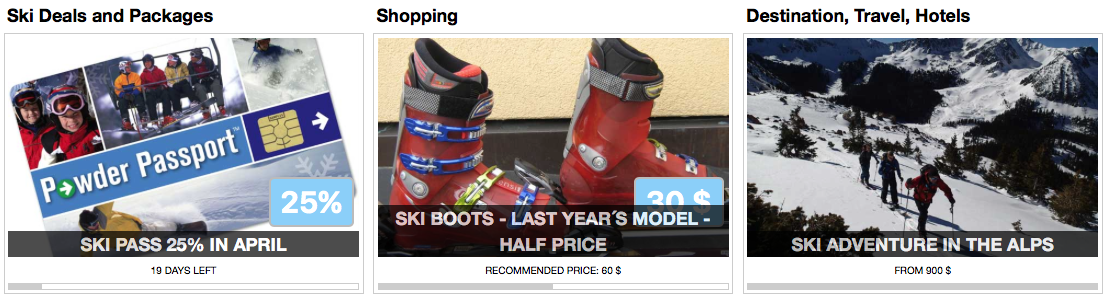 Ski Deals and Packages
Powder Passport™
25%
SKI PASS 25% IN APRIL
19 DAYS LEFT
Shopping
30 $
SKI BOOTS - LAST YEAR´S MODEL -
HALF PRICE
RECOMMENDED PRICE: 60 $
Destination, Travel, Hotels
SKI ADVENTURE IN THE ALPS
FROM 900 $